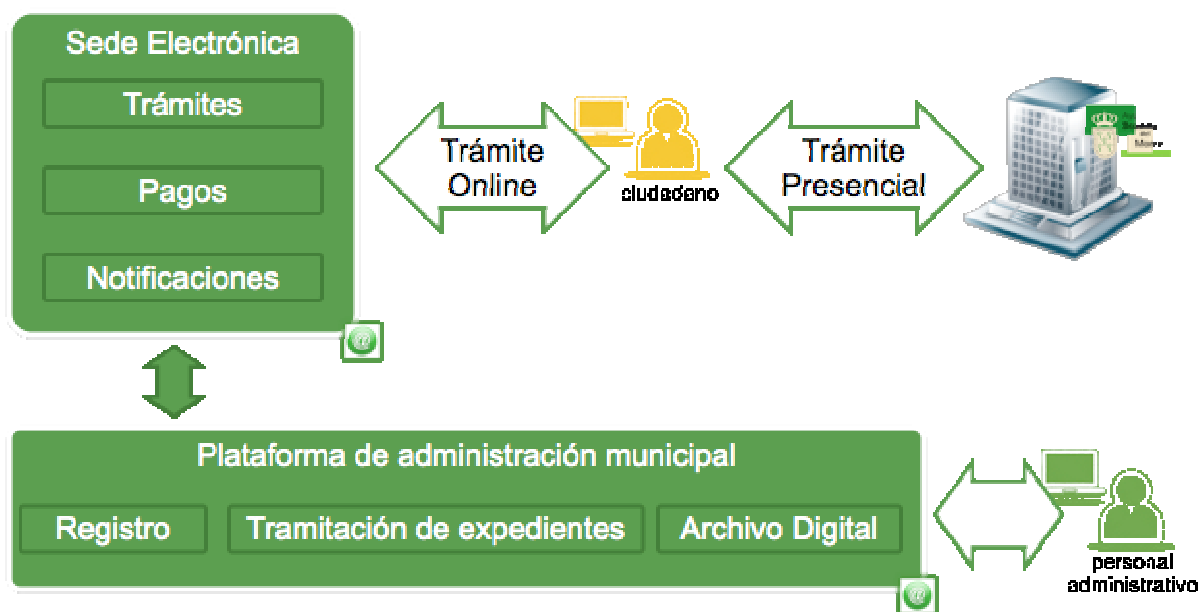 Sede Electrónica
Trámites
Pagos
Notificaciones
Trámite
Online
ciudadano
Trámite
Presencial
Plataforma de administración municipal
Registro
Tramitación de expedientes
Archivo Digital
personal
administrativo
@
@